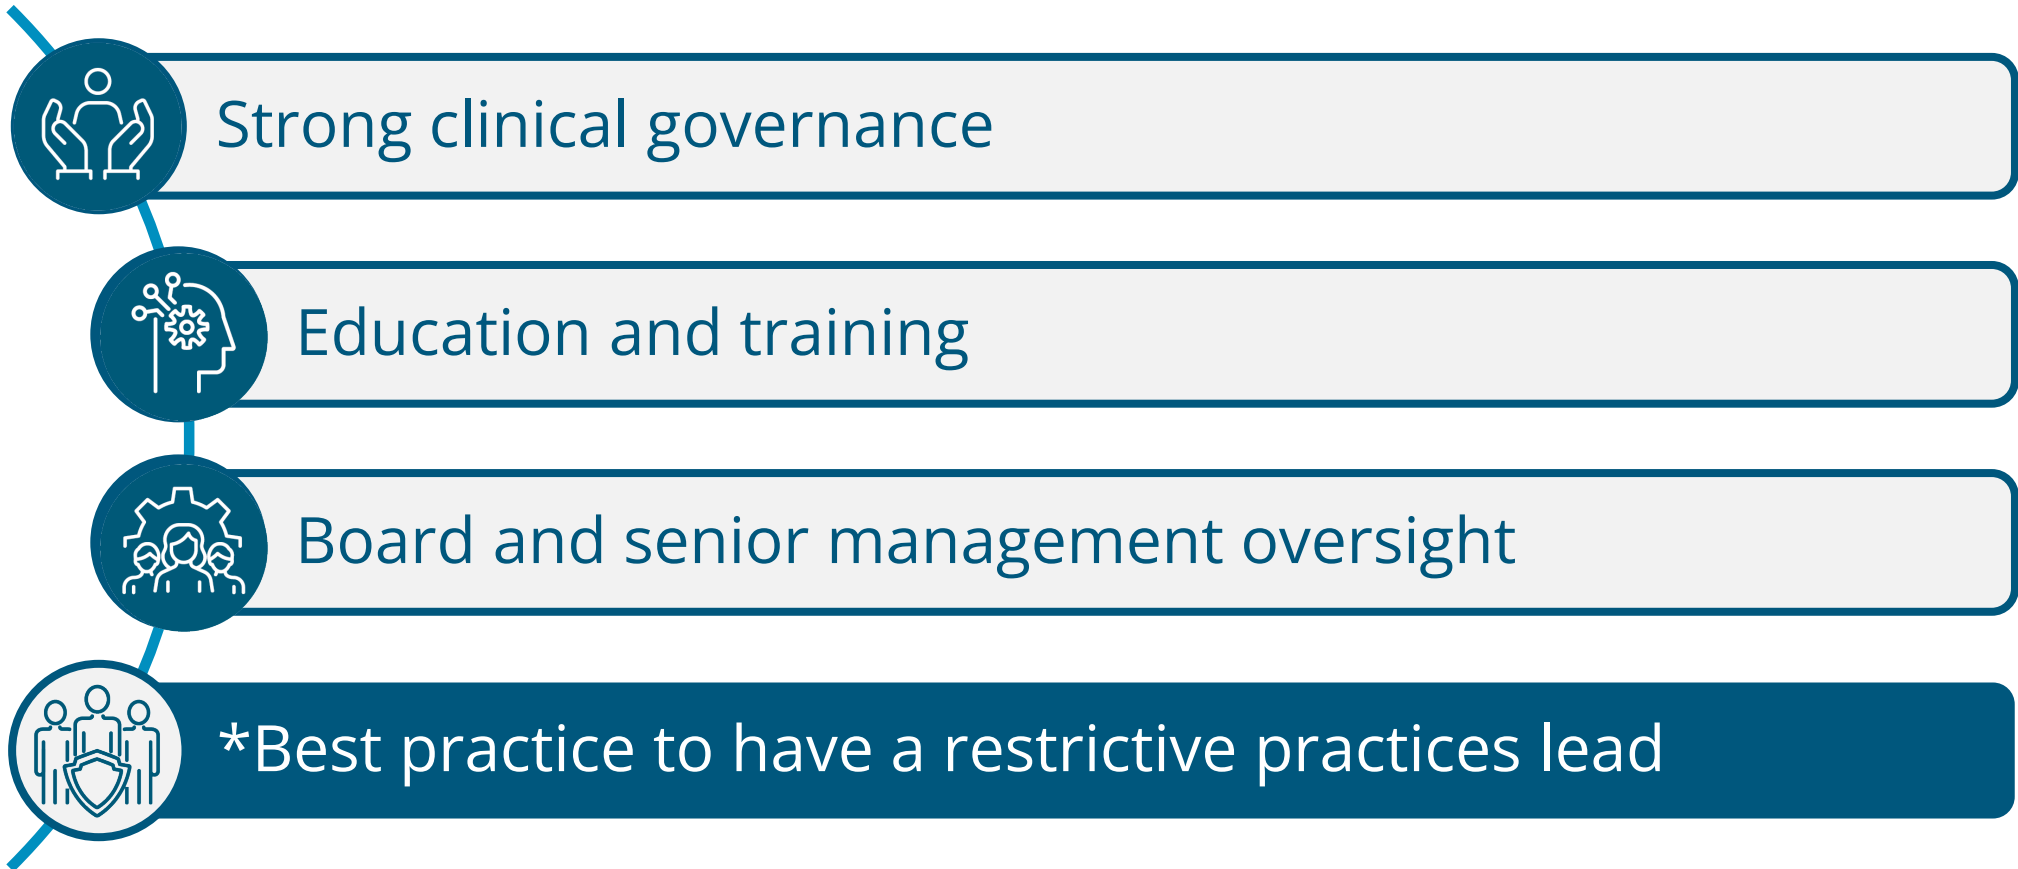 Strong clinical governance
Education and training
Board and senior management oversight
*Best practice to have a restrictive practices lead